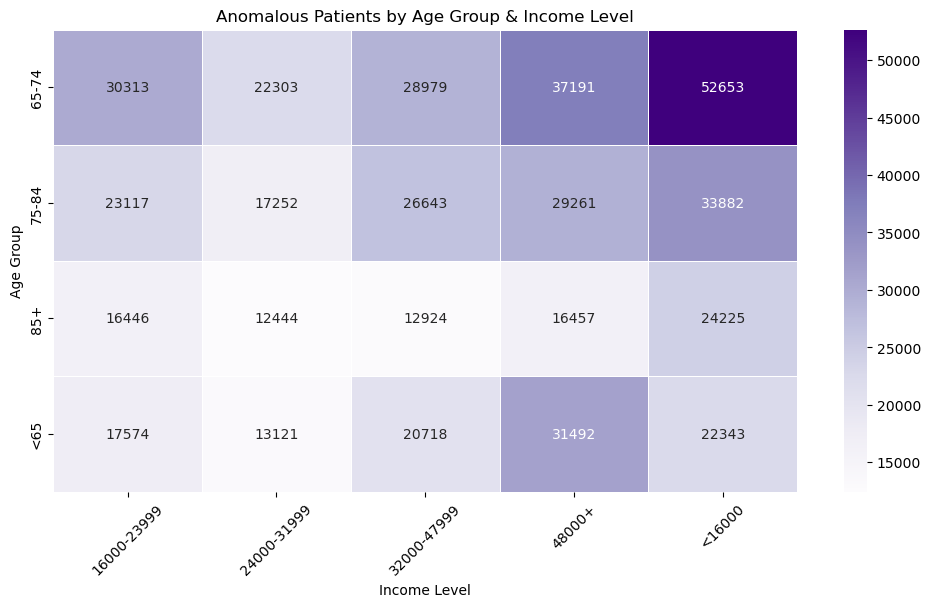 Anomalous Patients by Age Group & Income Level
Age Group
65-74
30313 22303 28979 37191 52653
75-84
23117 17252 26643 29261 33882
85+
16446 12444 12924 16457 24225
<65
17574 13121 20718 31492 22343
16000-23999 24000-31999 32000-47999 48000+ <16000
Income Level
50000
45000
40000
35000
30000
25000
20000
15000